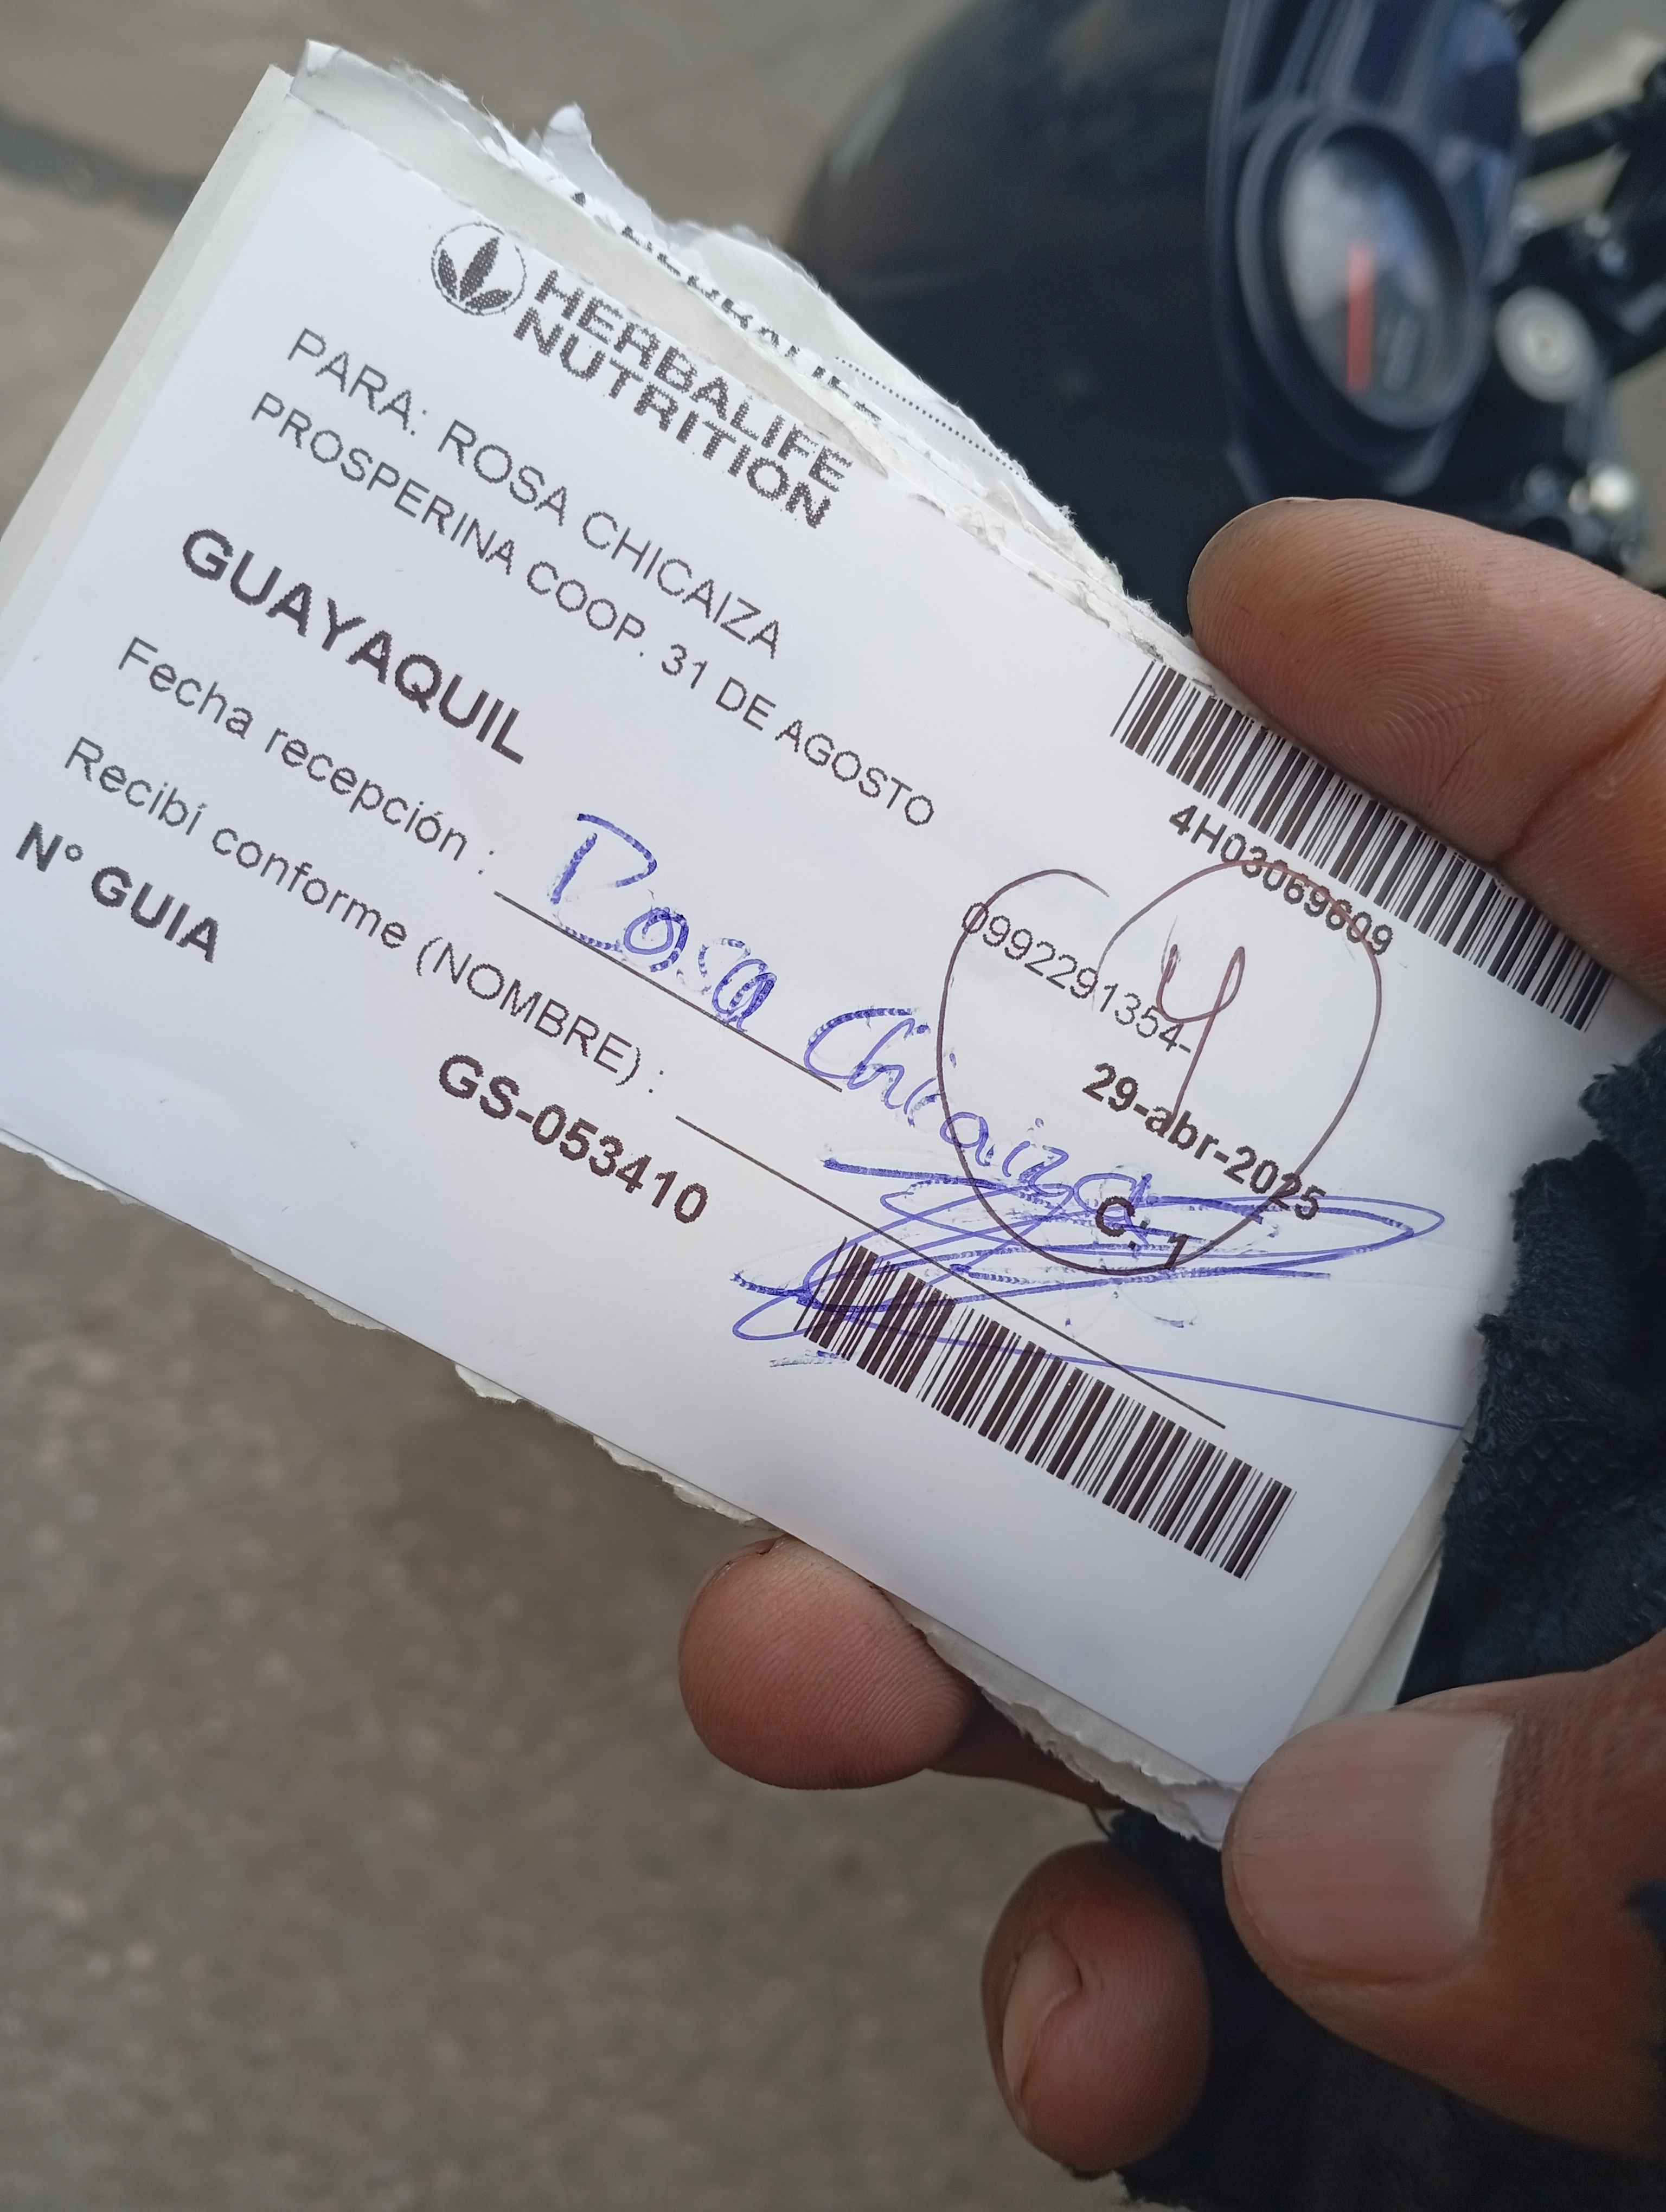 HERBALIFE
NUTRITION
4H03069609
PARA: ROSA CHICAIZA
PROSPERINA COOP. 31 DE AGOSTO
0992291354-
GUAYAQUIL
29-abr-2025
Fecha recepción : Rosa Chicaiza
C: 1
Recibí conforme (NOMBRE) :
N° GUIA
GS-053410